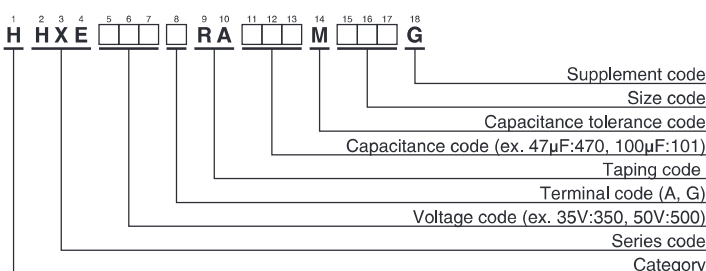 1 2 3 4 5 6 7 8 9 10 11 12 13 14 15 16 17 18
H HXE RA M G
Supplement code
Size code
Capacitance tolerance code
Capacitance code (ex. 47µF:470, 100µF:101)
Taping code
Terminal code (A, G)
Voltage code (ex. 35V:350, 50V:500)
Series code
Category